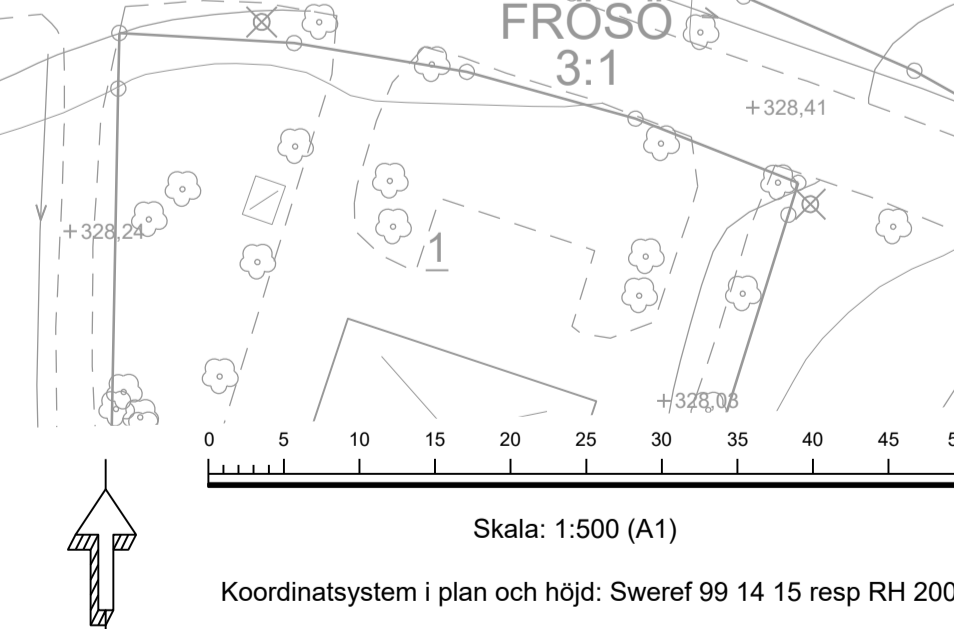 FRÖSÖ
3:1
+328,41
+328,24
1
+328,03
0 5 10 15 20 25 30 35 40 45
Skala: 1:500 (A1)
Koordinatsystem i plan och höjd: Sweref 99 14 15 resp RH 200